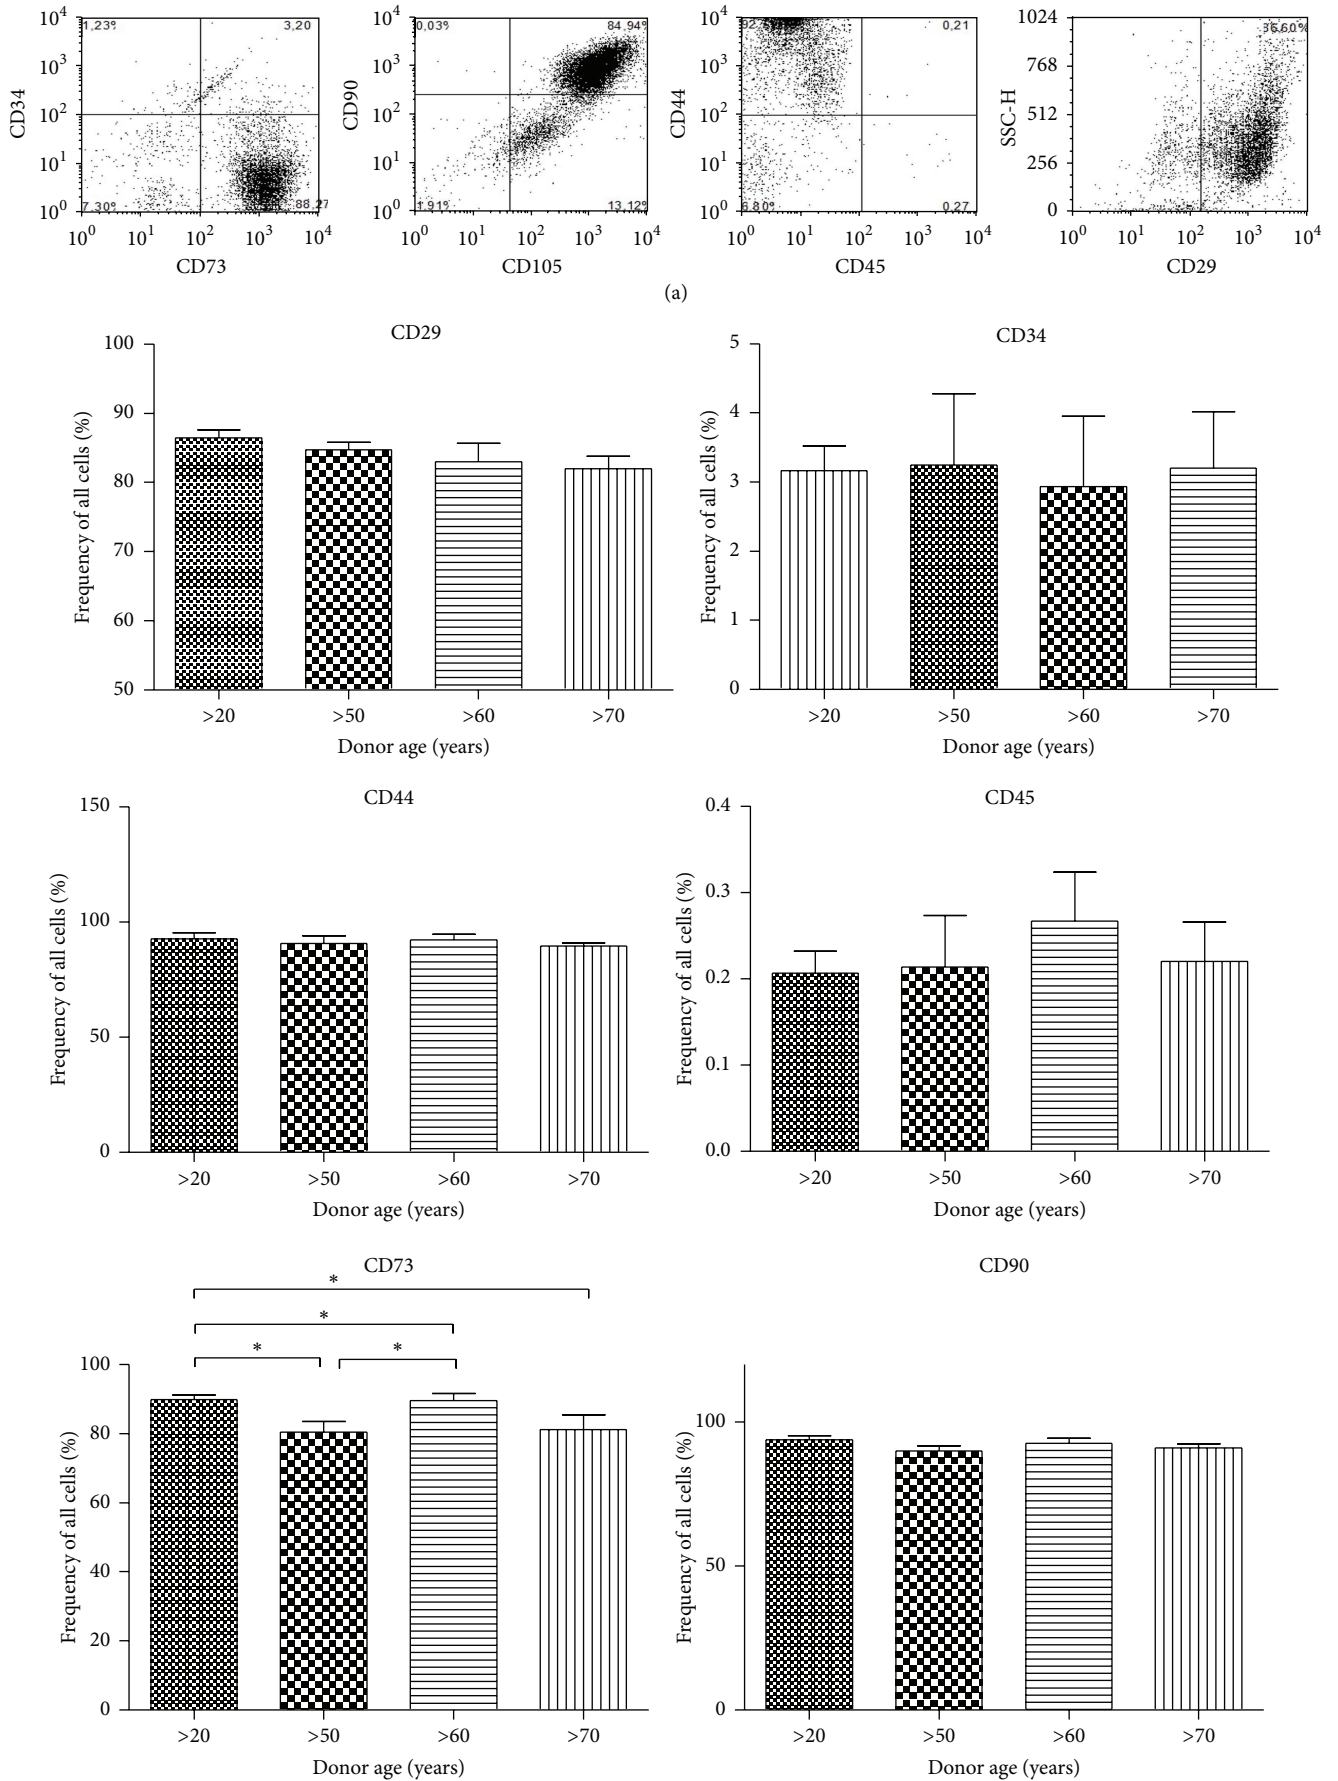 10⁴ 10³ 10² 10¹ 10⁰
CD34
1,23% 3,20
7,30% 88,27
10⁰ 10¹ 10² 10³ 10⁴
CD73
10⁴ 10³ 10² 10¹ 10⁰
CD90
0,03% 84,94%
1,91% 13,12%
10⁰ 10¹ 10² 10³ 10⁴
CD105
10⁴ 10³ 10² 10¹ 10⁰
CD44
0,21
6,80% 0,27
10⁰ 10¹ 10² 10³ 10⁴
CD45
1024 768 512 256 0
SSC-H
10⁰ 10¹ 10² 10³ 10⁴
CD29
(a)
CD29
Frequency of all cells (%)
100
90
80
70
60
50
>20 >50 >60 >70
Donor age (years)
CD34
Frequency of all cells (%)
5
4
3
2
1
0
>20 >50 >60 >70
Donor age (years)
CD44
Frequency of all cells (%)
150
100
50
0
>20 >50 >60 >70
Donor age (years)
CD45
Frequency of all cells (%)
0.4
0.3
0.2
0.1
0.0
>20 >50 >60 >70
Donor age (years)
CD73
*
*
* *
Frequency of all cells (%)
100
80
60
40
20
0
>20 >50 >60 >70
Donor age (years)
CD90
Frequency of all cells (%)
100
50
0
>20 >50 >60 >70
Donor age (years)